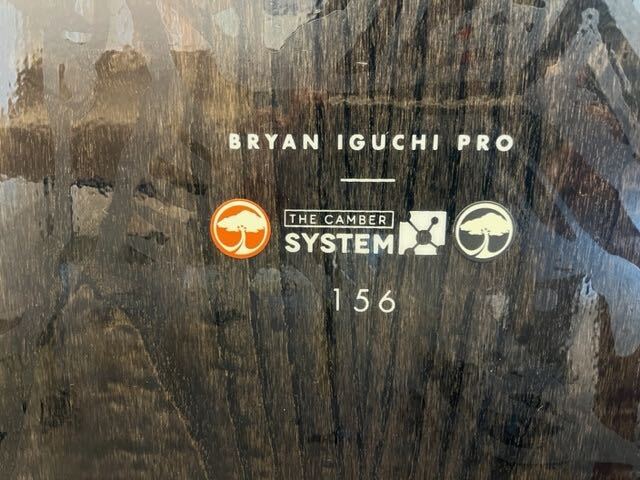 BRYAN IGUCHI PRO
THE CAMBER
SYSTEM
156